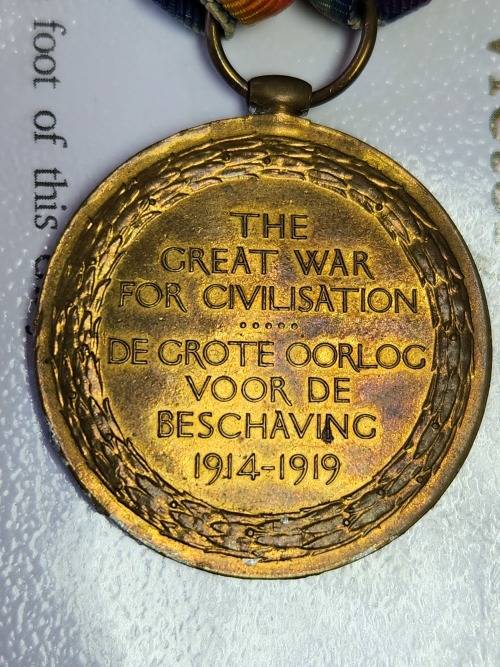 THE
GREAT WAR
FOR CIVILISATION
DE GROTE OORLOG
VOOR DE
BESCHAVING
1914-1919
foot of this